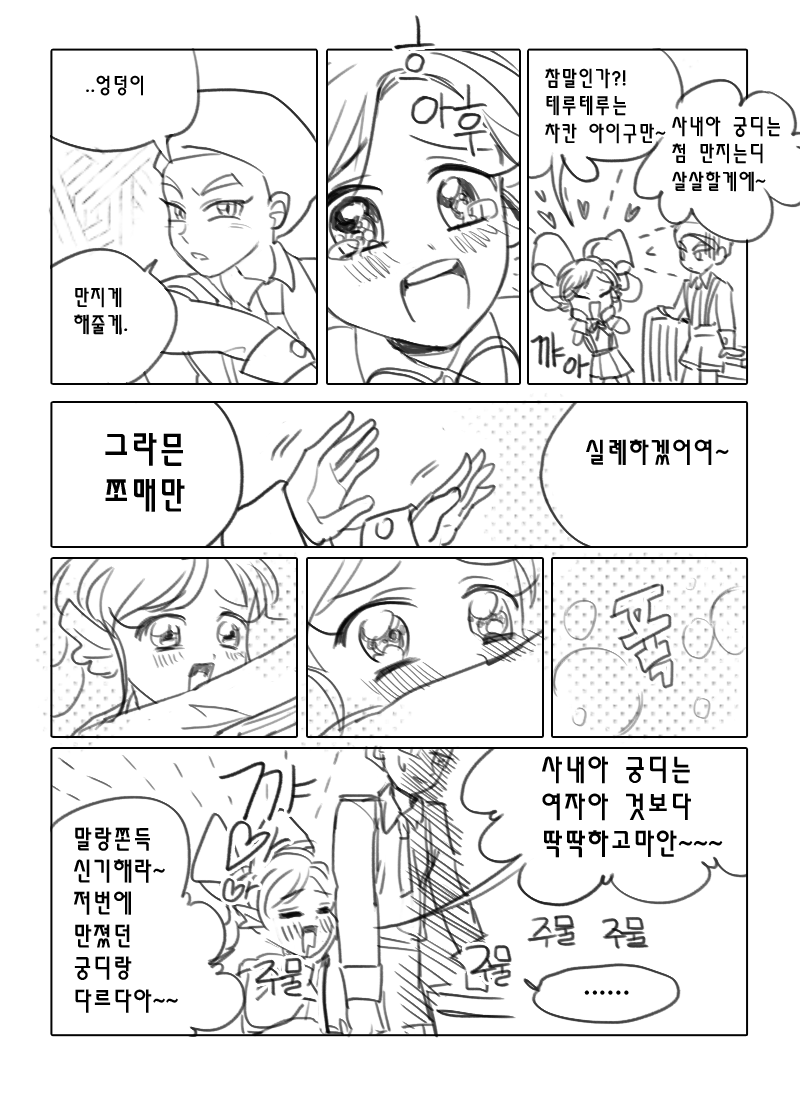 ..엉덩이
만지게
해줄게.
흥
아후
참말인가?!
테루테루는
차칸 아이구만~
사내아 궁디는
첨 만지는디
살살할게에~
꺄아
그라믄
쪼매만
실례하겠어여~
뽁
꺄
아
말랑쫀득
신기해라~
저번에
만졌던
궁디랑
다르다아~~
사내아 궁디는
여자아 것보다
딱딱하고마안~~~
주물 주물
주물
주물
......